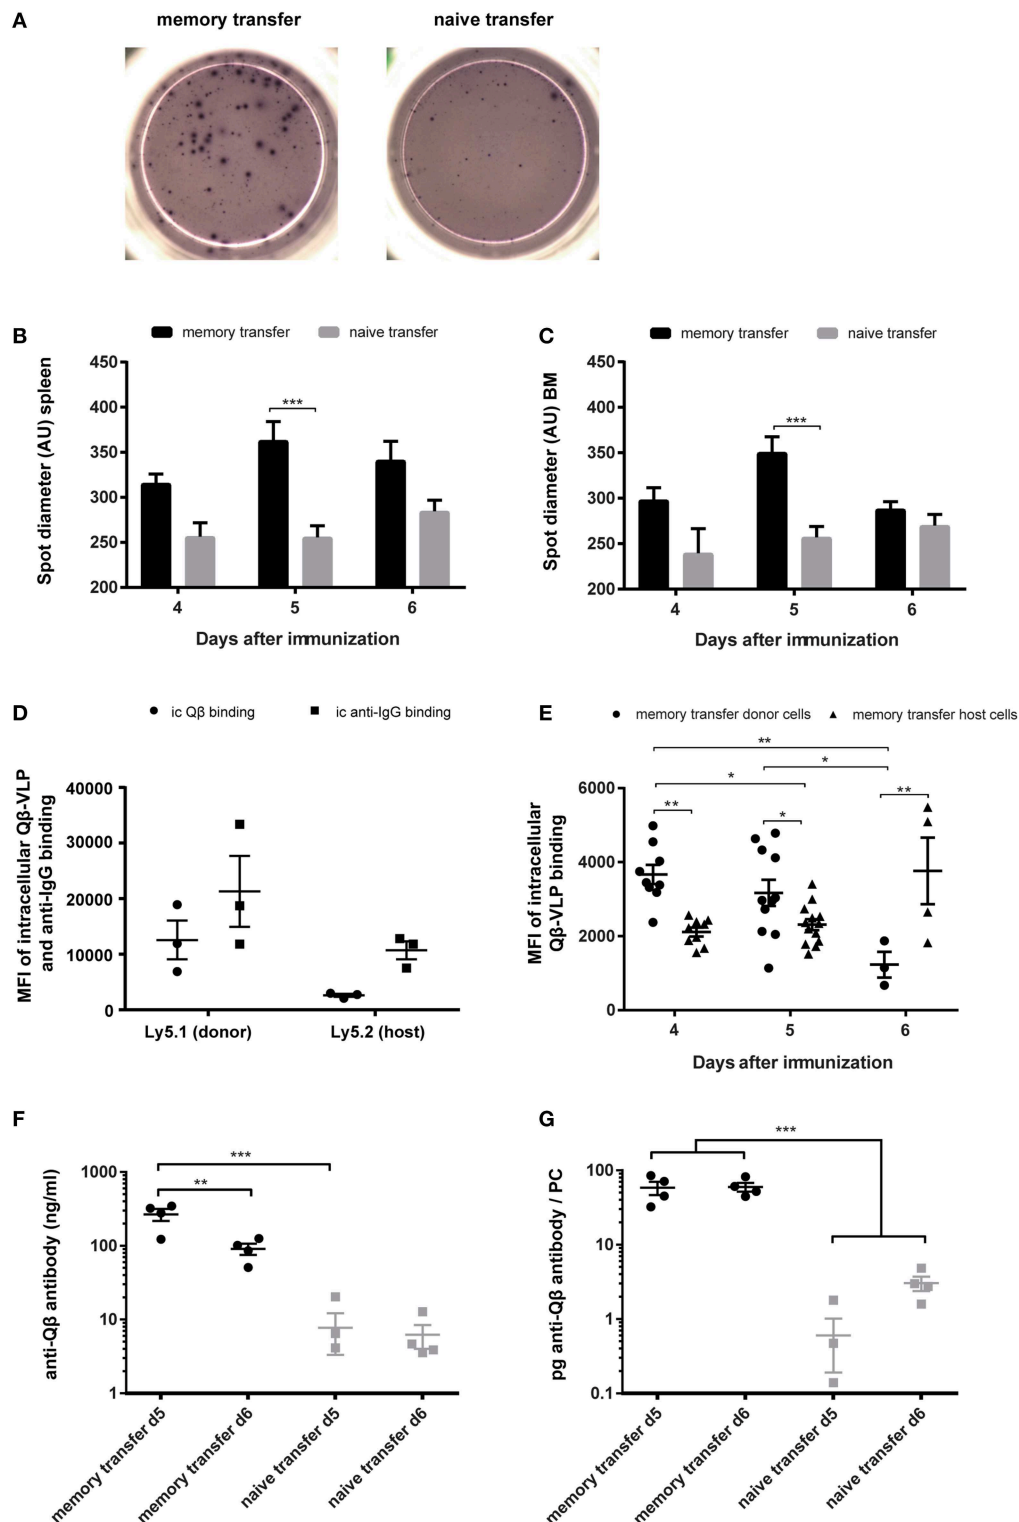 A
memory transfer
naive transfer
B
memory transfer
naive transfer
Spot diameter (AU) spleen
450
400
350
300
250
200
***
4
5
6
Days after immunization
C
memory transfer
naive transfer
Spot diameter (AU) BM
450
400
350
300
250
200
***
4
5
6
Days after immunization
D
ic Qβ binding
ic anti-IgG binding
MFI of intracellular Qβ-VLP
and anti-IgG binding
40000
30000
20000
10000
0
Ly5.1 (donor)
Ly5.2 (host)
E
memory transfer donor cells
memory transfer host cells
MFI of intracellular
Qβ-VLP binding
**
*
*
**
*
**
6000
4000
2000
0
4
5
6
Days after immunization
F
anti-Qβ antibody (ng/ml)
***
**
1000
100
10
1
memory transfer d5
memory transfer d6
naive transfer d5
naive transfer d6
G
pg anti-Qβ antibody / PC
***
100
10
1
0.1
memory transfer d5
memory transfer d6
naive transfer d5
naive transfer d6